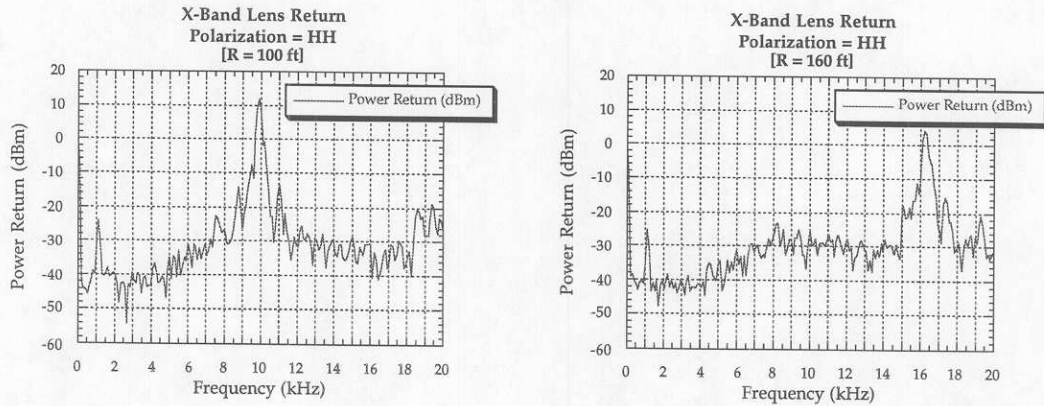 X-Band Lens Return
Polarization = HH
[R = 100 ft]
Power Return (dBm)
20
10
0
-10
-20
-30
-40
-50
-60
Power Return (dBm)
0 2 4 6 8 10 12 14 16 18 20
Frequency (kHz)
X-Band Lens Return
Polarization = HH
[R = 160 ft]
Power Return (dBm)
20
10
0
-10
-20
-30
-40
-50
-60
Power Return (dBm)
0 2 4 6 8 10 12 14 16 18 20
Frequency (kHz)